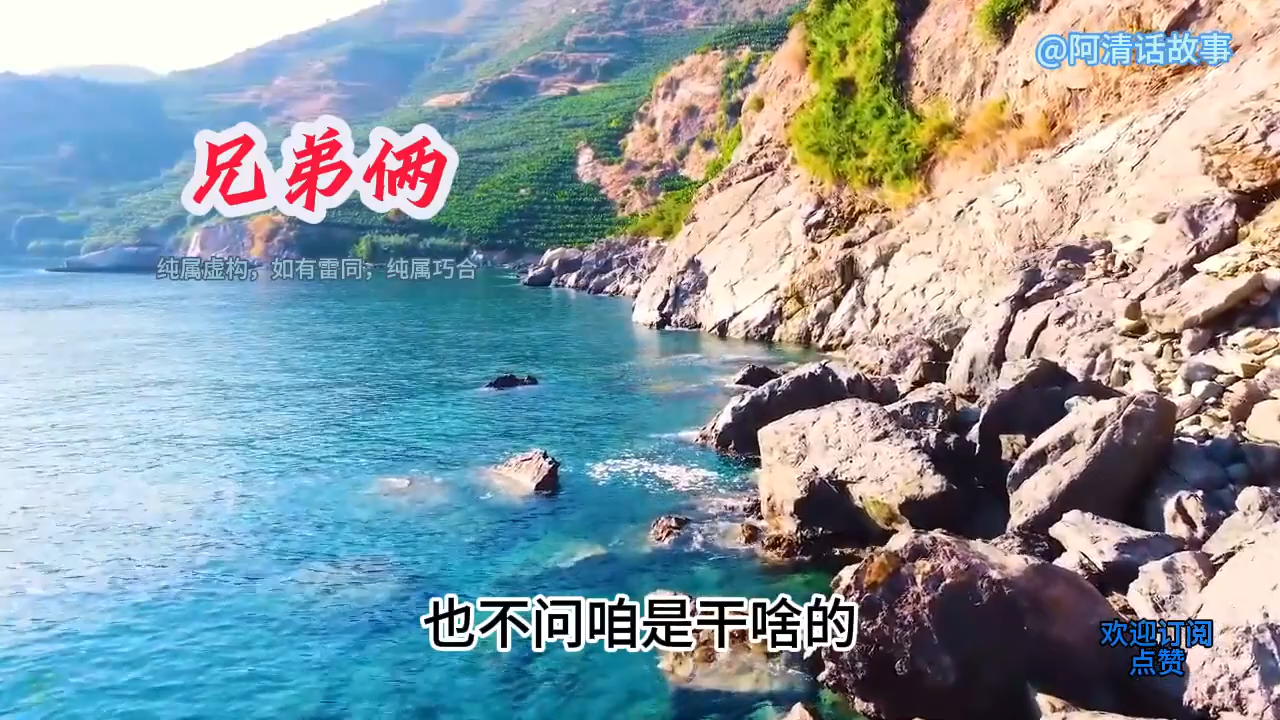 @阿清话故事
兄弟俩
纯属虚构；如有雷同；纯属巧合
也不问咱是干啥的
欢迎订阅
点赞